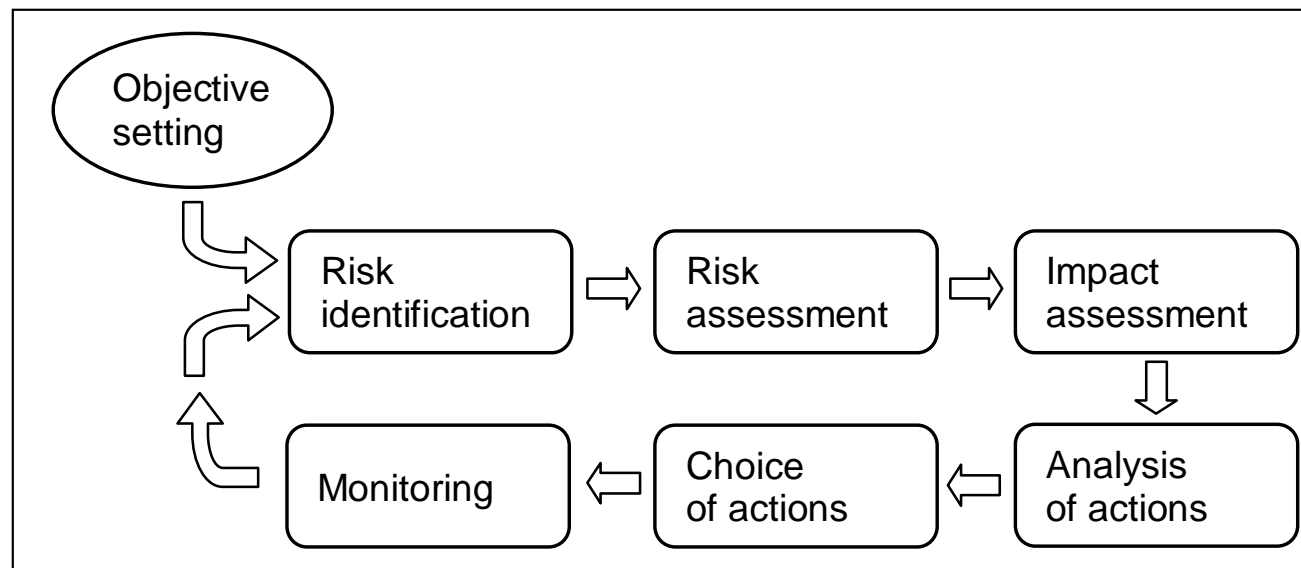 Objective
setting
Risk
identification
Risk
assessment
Impact
assessment
Analysis
of actions
Choice
of actions
Monitoring